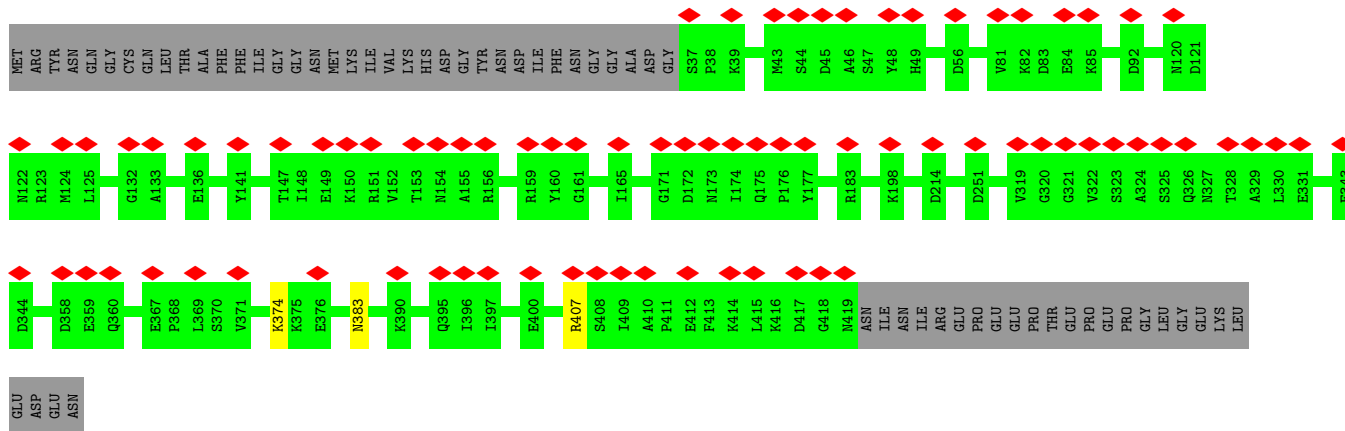 MET ARG TYR ASN GLN GLY CYS GLN LEU THR ALA PHE PHE ILE GLY GLY ASN MET LYS ILE VAL LYS HIS ASP GLY TYR ASN ASP ILE PHE ASN GLY GLY ALA ASP GLY S37 P38 K39 M43 S44 D45 A46 S47 Y48 H49 D56 V81 K82 D83 E84 K85 D92 N120 D121
N122 R123 M124 L125 G132 A133 E136 Y141 T147 I148 E149 K150 R151 V152 T153 N154 A155 R156 R159 Y160 G161 I165 G171 D172 N173 I174 Q175 P176 Y177 R183 K198 D214 D251 V319 G320 G321 V322 S323 A324 S325 Q326 N327 T328 A329 L330 E331
D344 D358 E359 Q360 E367 P368 L369 S370 V371 K374 K375 E376 N383 K390 Q395 I396 I397 E400 R407 S408 I409 A410 P411 E412 F413 K414 L415 K416 D417 G418 N419 ASN ILE ASN ILE ARG GLU PRO GLU GLU PRO THR GLU PRO GLU PRO GLY LEU GLY GLU LYS LEU
GLU ASP GLU ASN